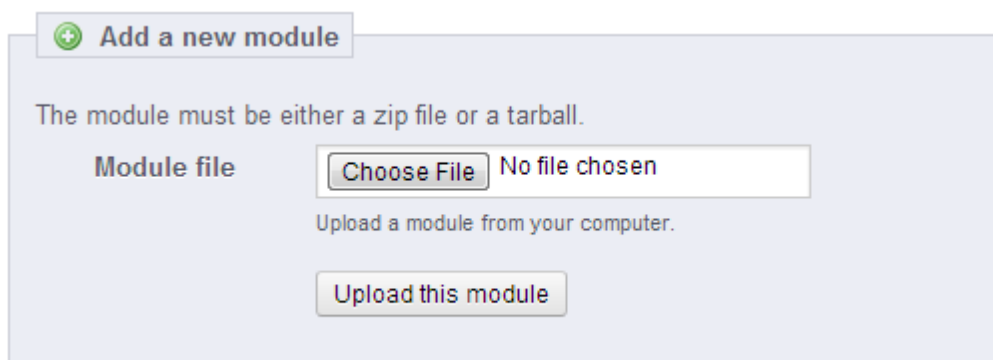 Add a new module
The module must be either a zip file or a tarball.
Module file Choose File No file chosen
Upload a module from your computer.
Upload this module